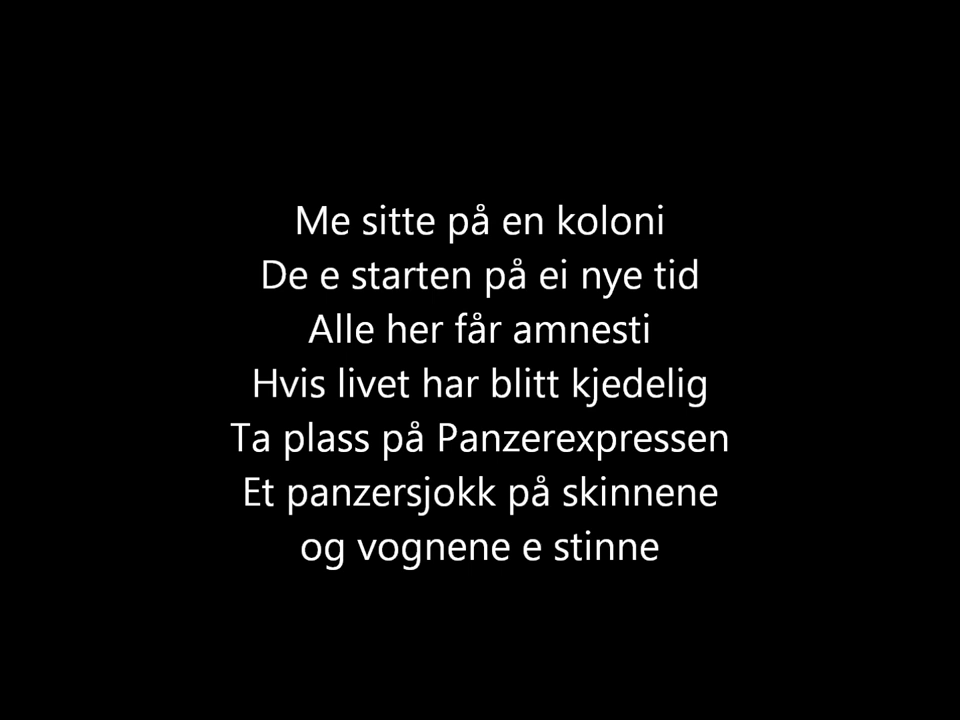 Me sitte på en koloni
De e starten på ei nye tid
Alle her får amnesti
Hvis livet har blitt kjedelig
Ta plass på Panzerexpressen
Et panzersjokk på skinnene
og vognene e stinne